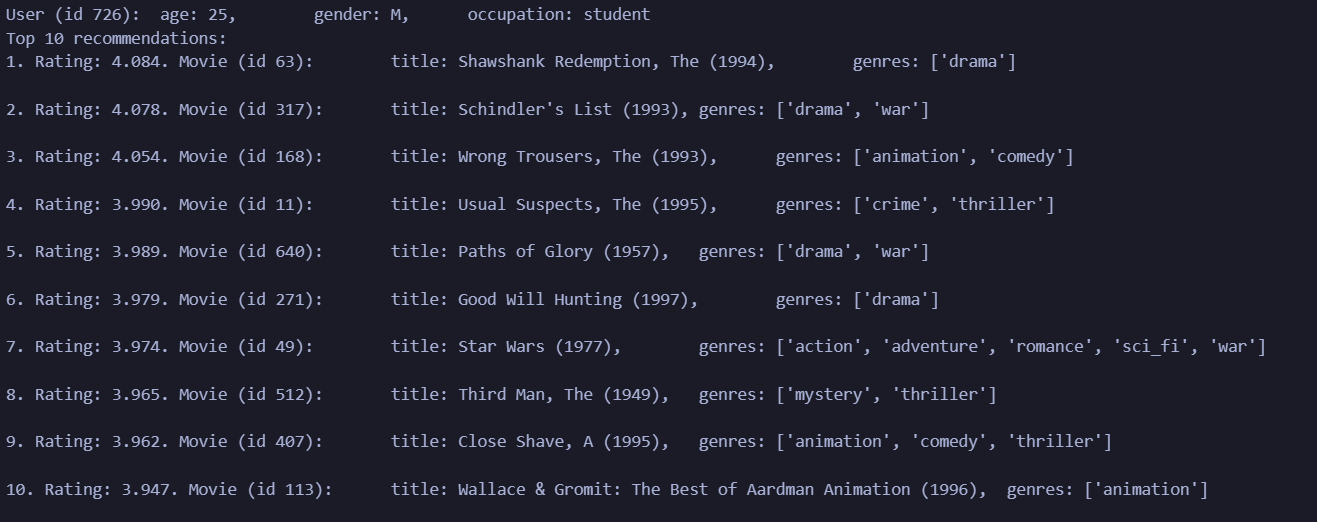 User (id 726):  age: 25,        gender: M,      occupation: student
Top 10 recommendations:
1. Rating: 4.084. Movie (id 63):        title: Shawshank Redemption, The (1994),        genres: ['drama']
2. Rating: 4.078. Movie (id 317):       title: Schindler's List (1993), genres: ['drama', 'war']
3. Rating: 4.054. Movie (id 168):       title: Wrong Trousers, The (1993),      genres: ['animation', 'comedy']
4. Rating: 3.990. Movie (id 11):        title: Usual Suspects, The (1995),      genres: ['crime', 'thriller']
5. Rating: 3.989. Movie (id 640):       title: Paths of Glory (1957),   genres: ['drama', 'war']
6. Rating: 3.979. Movie (id 271):       title: Good Will Hunting (1997),        genres: ['drama']
7. Rating: 3.974. Movie (id 49):        title: Star Wars (1977),        genres: ['action', 'adventure', 'romance', 'sci_fi', 'war']
8. Rating: 3.965. Movie (id 512):       title: Third Man, The (1949),   genres: ['mystery', 'thriller']
9. Rating: 3.962. Movie (id 407):       title: Close Shave, A (1995),   genres: ['animation', 'comedy', 'thriller']
10. Rating: 3.947. Movie (id 113):      title: Wallace & Gromit: The Best of Aardman Animation (1996),  genres: ['animation']